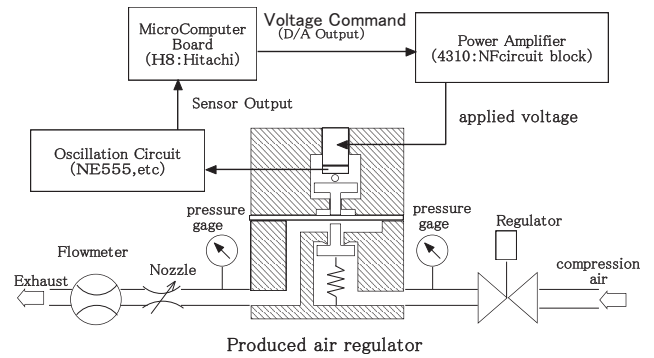 MicroComputer
Board
(H8:Hitachi)
Voltage Command
(D/A Output)
Power Amplifier
(4310:NFcircuit block)
Sensor Output
applied voltage
Oscillation Circuit
(NE555,etc)
pressure
gage
pressure
gage
Regulator
Flowmeter
Nozzle
Exhaust
compression
air
Produced air regulator